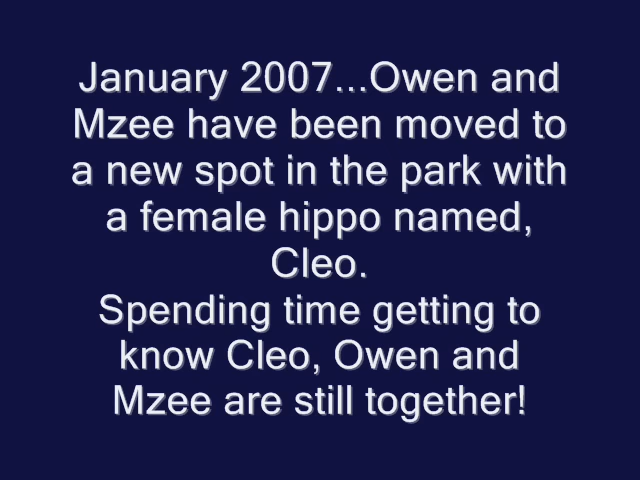 January 2007...Owen and
Mzee have been moved to
a new spot in the park with
a female hippo named,
Cleo.
Spending time getting to
know Cleo, Owen and
Mzee are still together!